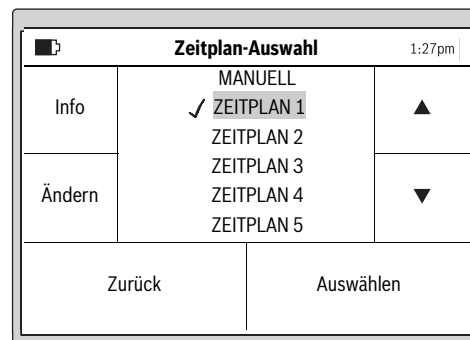 Zeitplan-Auswahl 1:27pm
MANUELL
Info ZEITPLAN 1
ZEITPLAN 2
ZEITPLAN 3
Ändern ZEITPLAN 4
ZEITPLAN 5
Zurück Auswählen